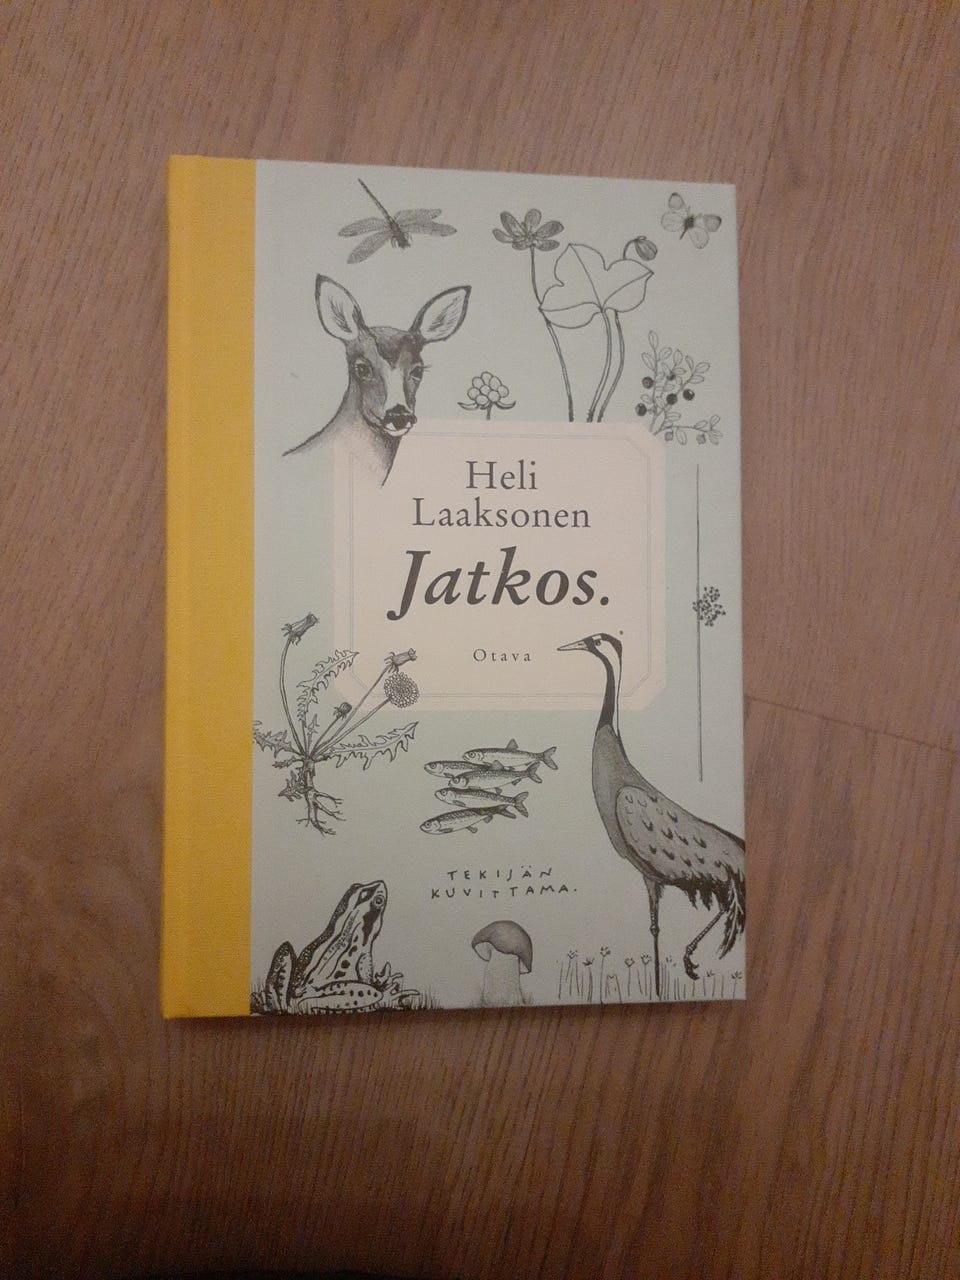 Heli
Laaksonen
Jatkos.
Otava
TEKIJÄN
KUVITTAMA.